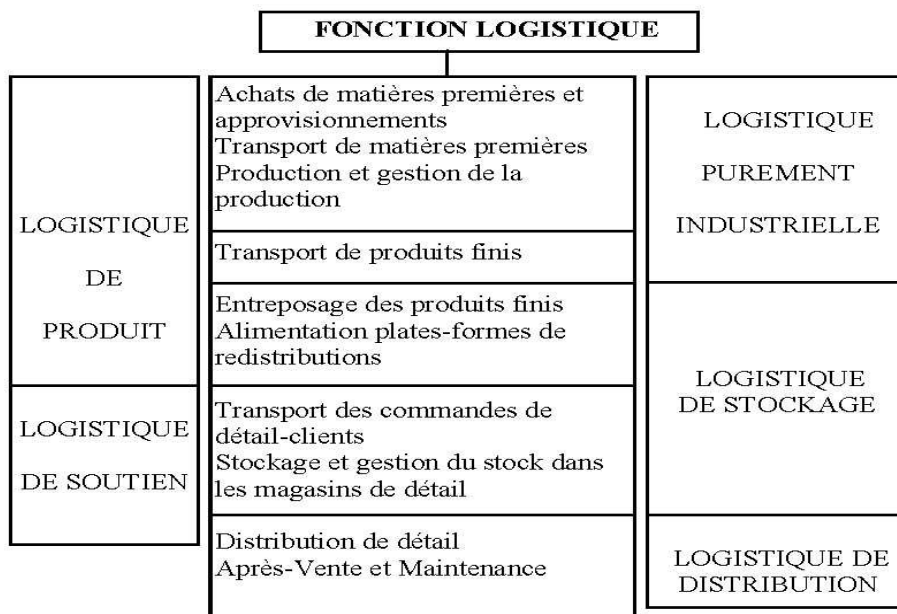 FONCTION LOGISTIQUE
LOGISTIQUE
DE
PRODUIT
LOGISTIQUE
DE SOUTIEN
Achats de matières premières et
approvisionnements
Transport de matières premières
Production et gestion de la
production
Transport de produits finis
Entreposage des produits finis
Alimentation plates-formes de
redistributions
Transport des commandes de
détail-clients
Stockage et gestion du stock dans
les magasins de détail
Distribution de détail
Après-Vente et Maintenance
LOGISTIQUE
PUREMENT
INDUSTRIELLE
LOGISTIQUE
DE STOCKAGE
LOGISTIQUE DE
DISTRIBUTION